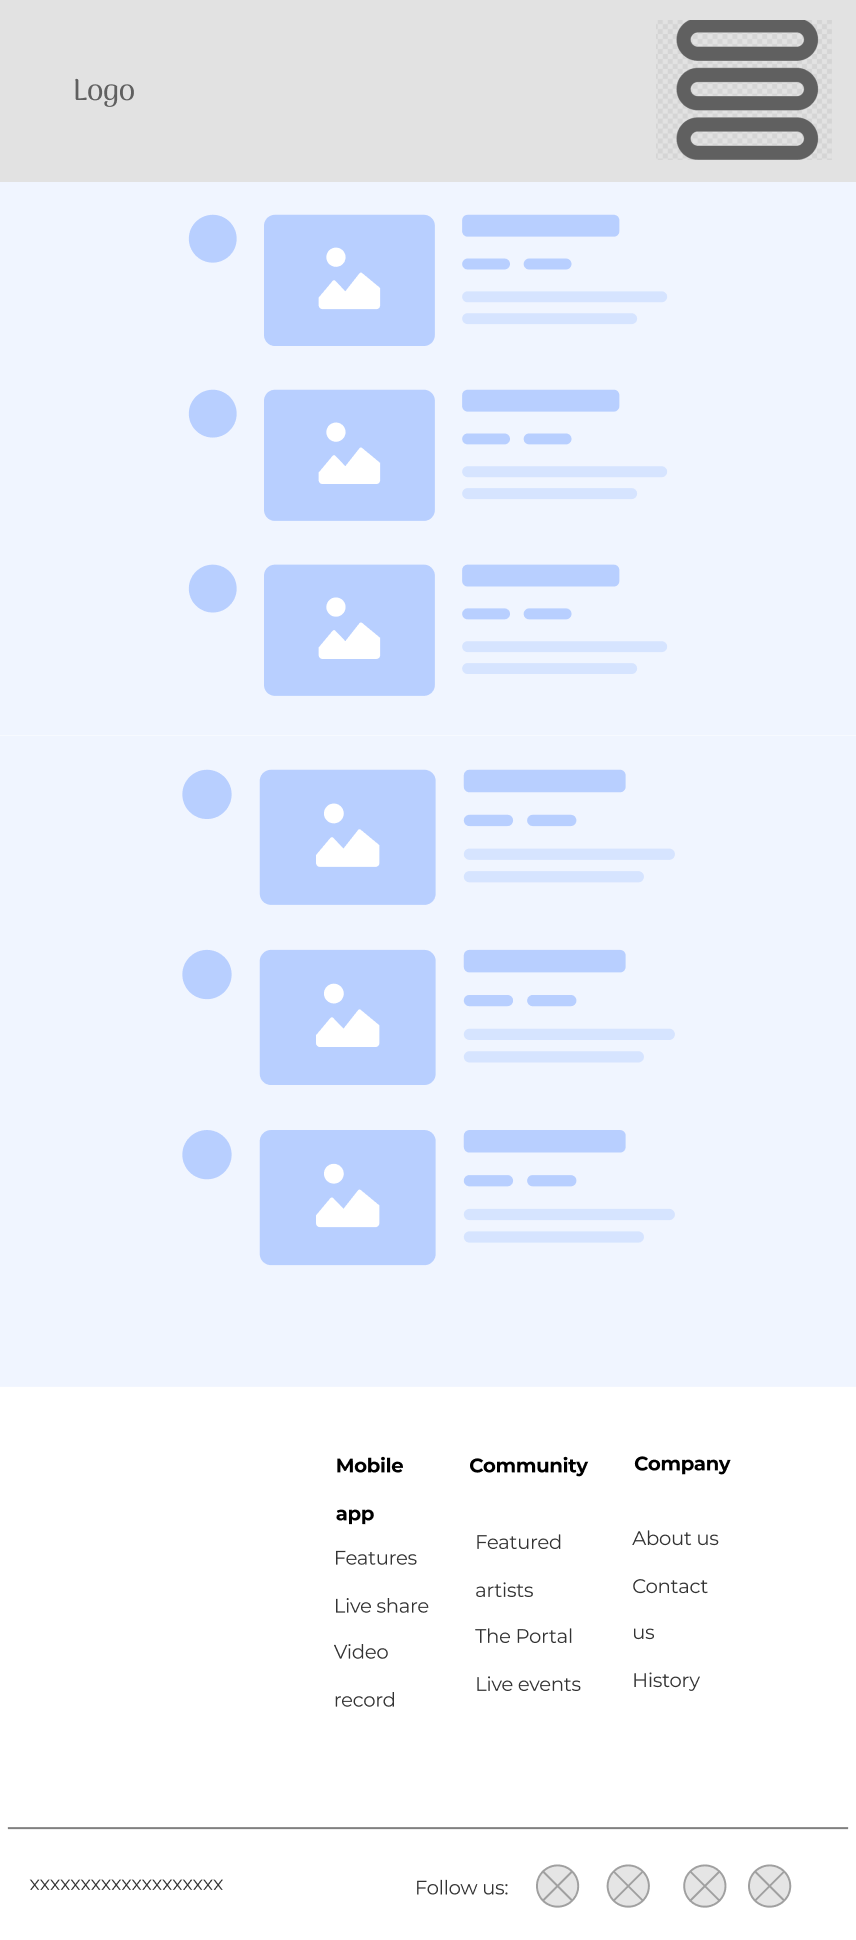 Logo
Mobile
app
Features
Live share
Video
record
Community
Featured
artists
The Portal
Live events
Company
About us
Contact
us
History
xxxxxxxxxxxxxxxxxxx
Follow us: